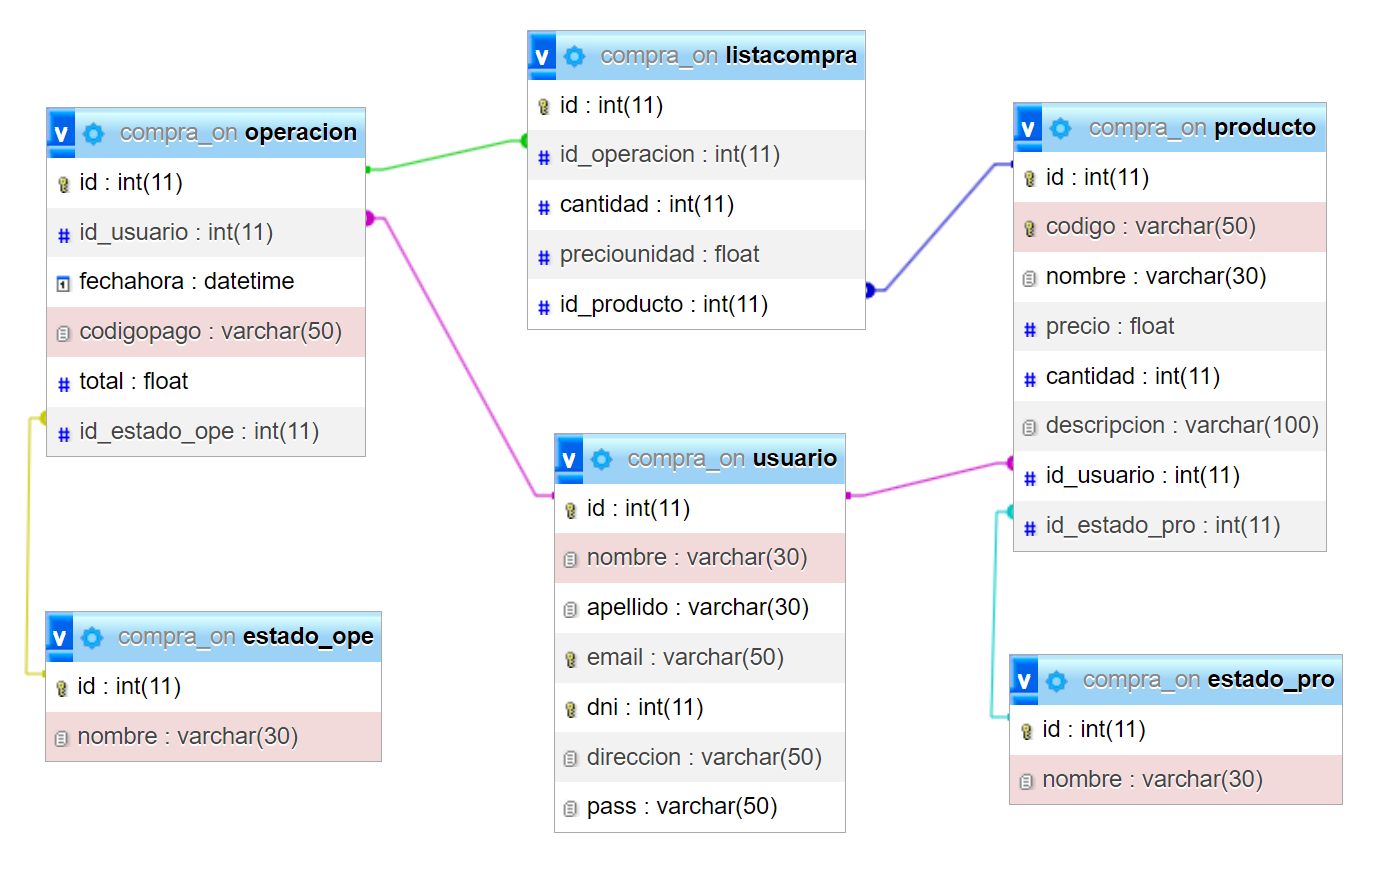 v compra_on operacion
id : int(11)
id_usuario : int(11)
fechahora : datetime
codigopago : varchar(50)
total : float
id_estado_ope : int(11)
v compra_on listacompra
id : int(11)
id_operacion : int(11)
cantidad : int(11)
preciounidad : float
id_producto : int(11)
v compra_on producto
id : int(11)
codigo : varchar(50)
nombre : varchar(30)
precio : float
cantidad : int(11)
descripcion : varchar(100)
id_usuario : int(11)
id_estado_pro : int(11)
v compra_on usuario
id : int(11)
nombre : varchar(30)
apellido : varchar(30)
email : varchar(50)
dni : int(11)
direccion : varchar(50)
pass : varchar(50)
v compra_on estado_ope
id : int(11)
nombre : varchar(30)
v compra_on estado_pro
id : int(11)
nombre : varchar(30)